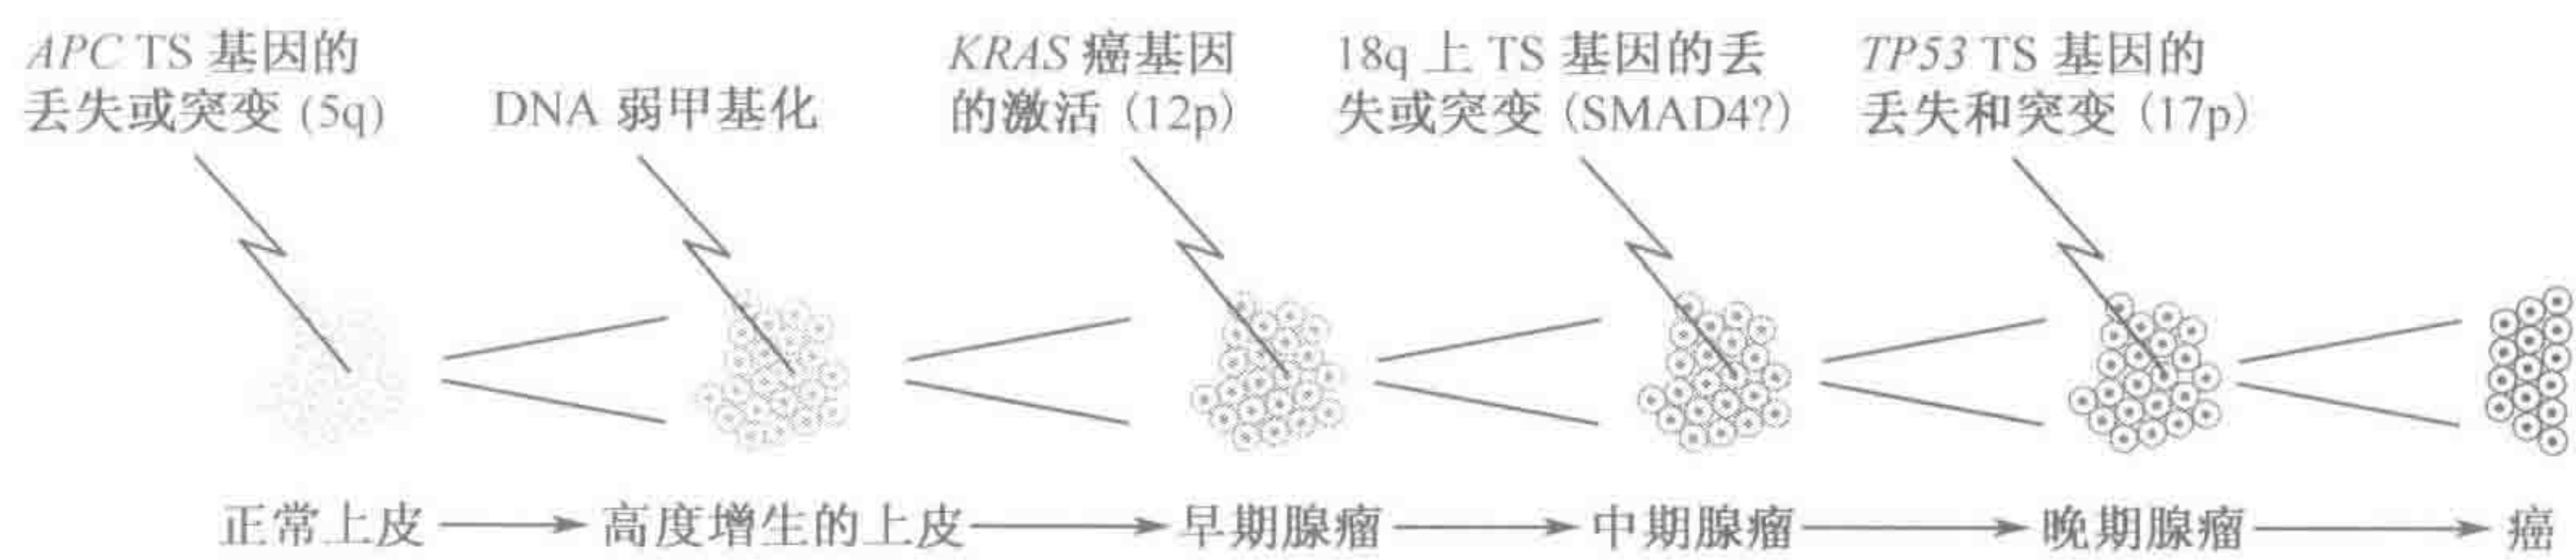 APC TS 基因的
丢失或突变 (5q)
DNA 弱甲基化
KRAS 癌基因
的激活 (12p)
18q 上 TS 基因的丢
失或突变 (SMAD4?)
TP53 TS 基因的
丢失和突变 (17p)
正常上皮 高度增生的上皮 早期腺瘤 中期腺瘤 晚期腺瘤 癌